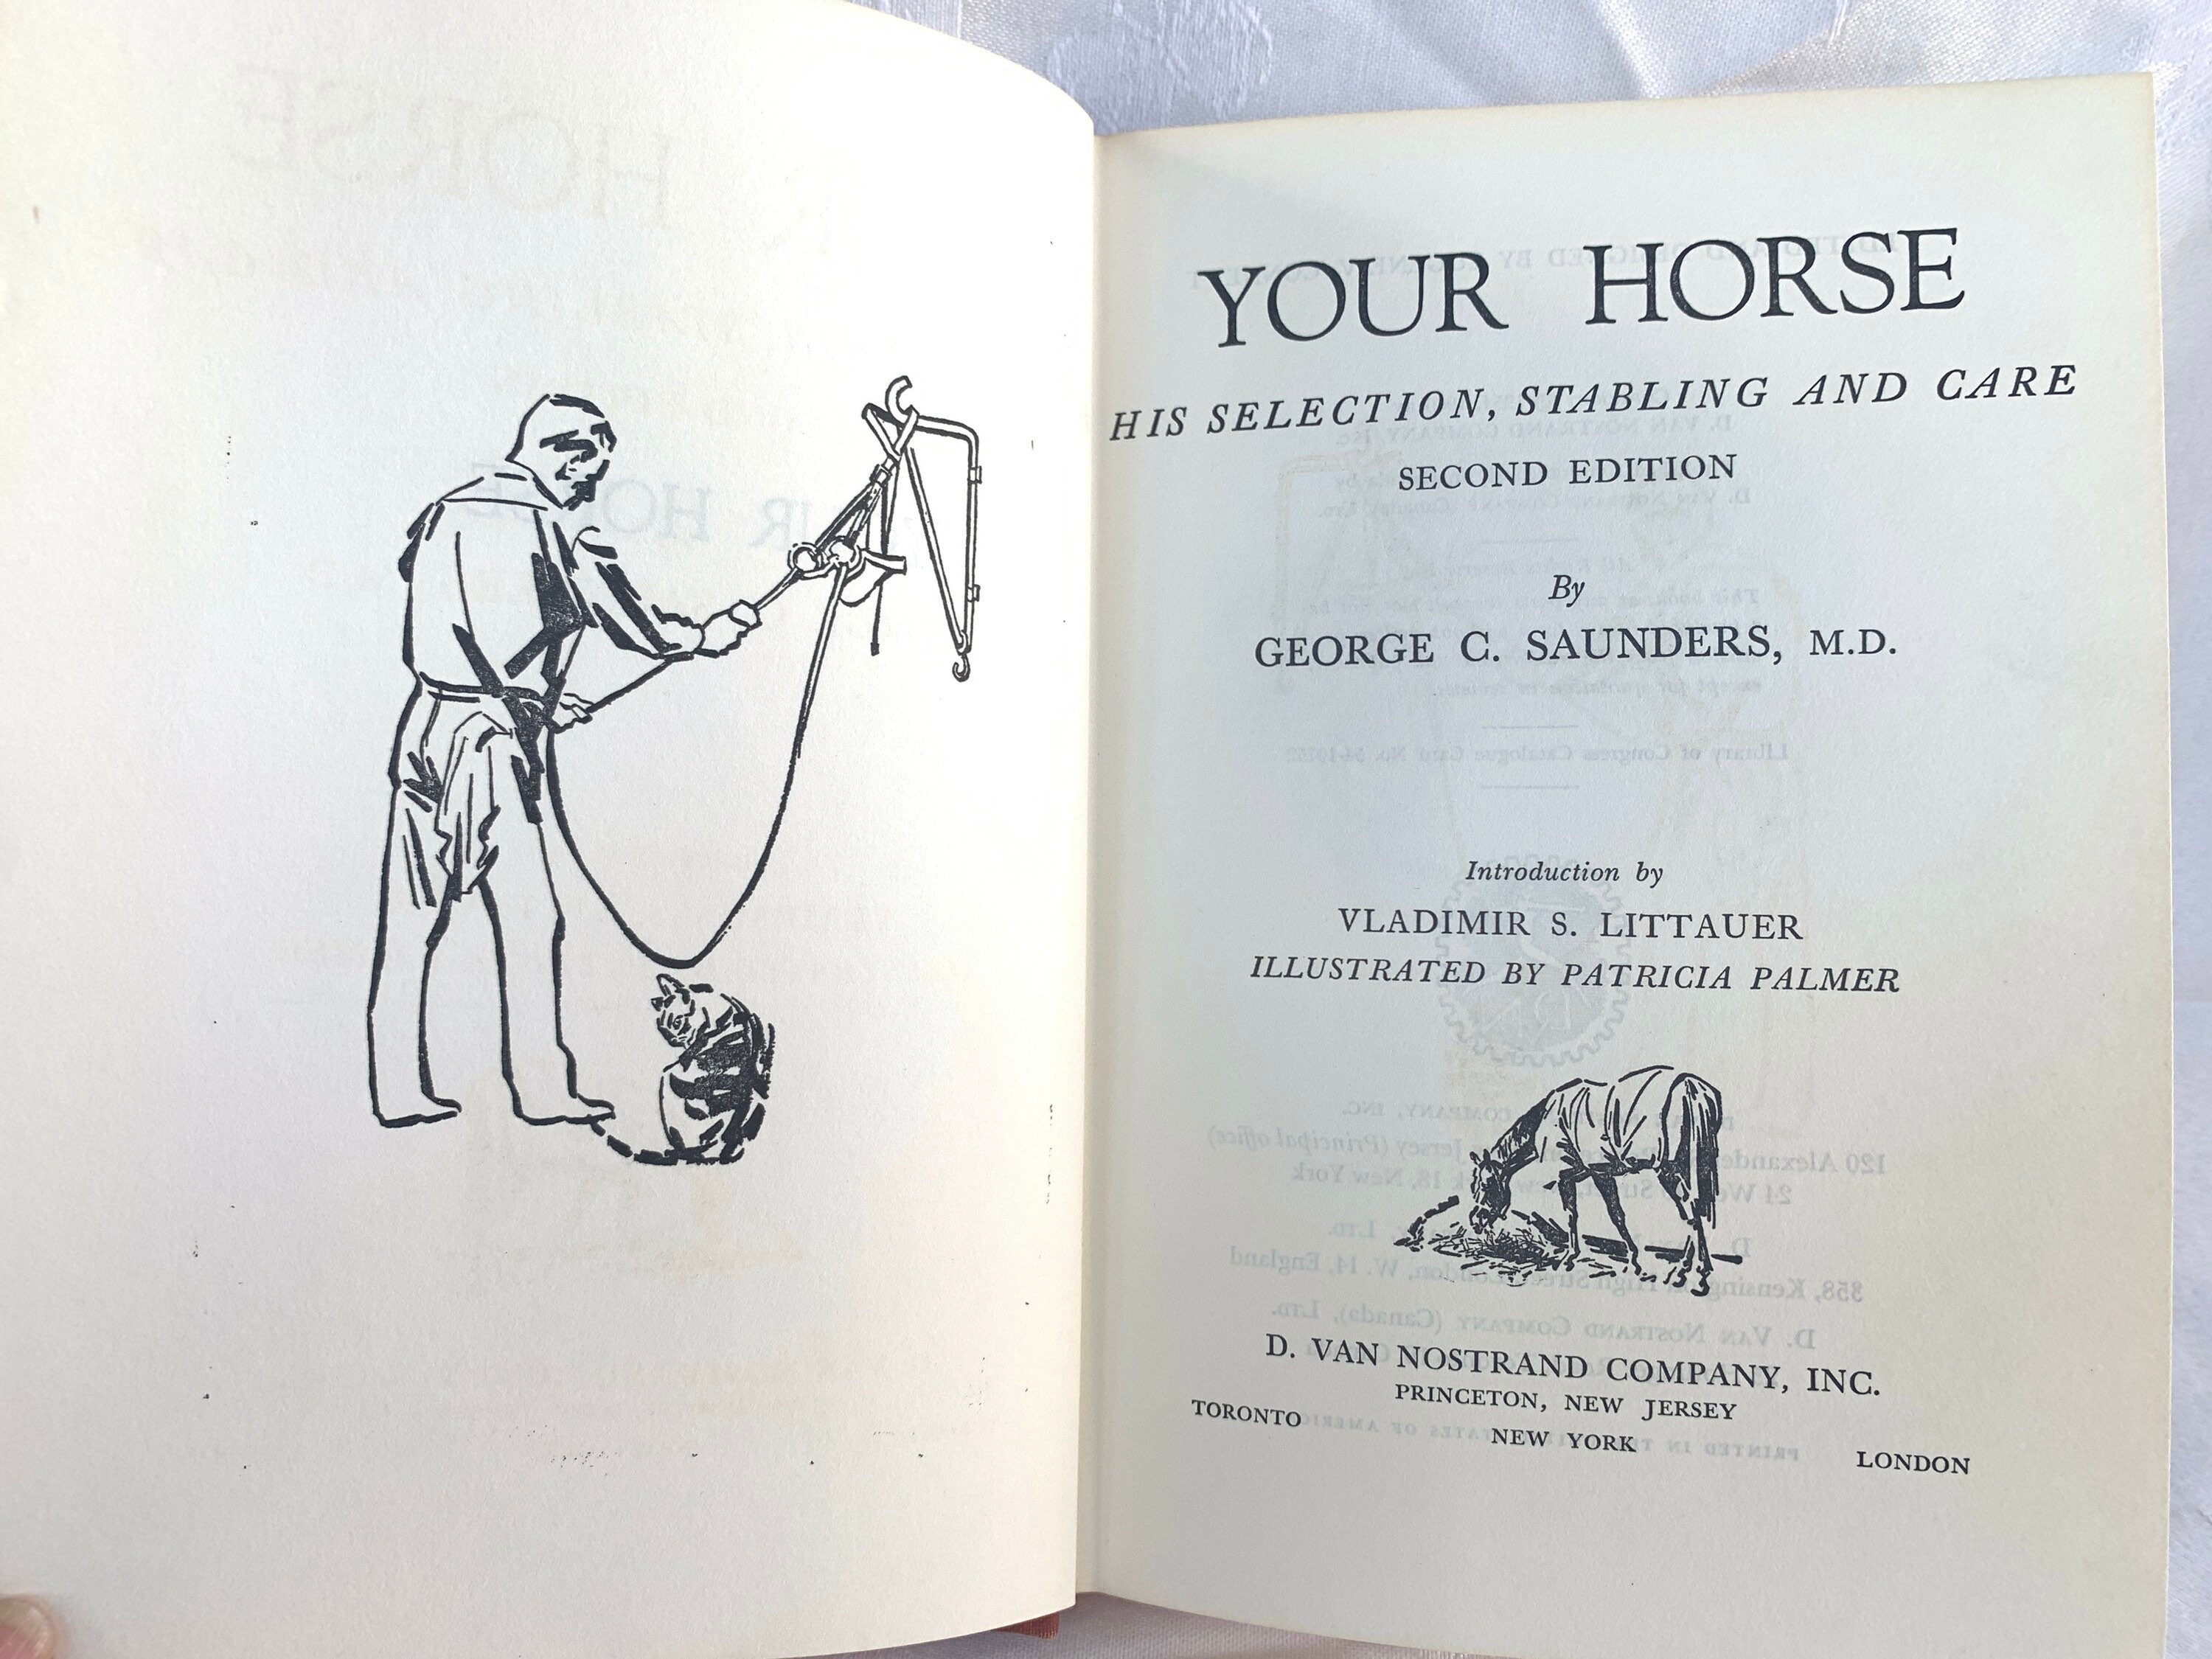 YOUR HORSE
HIS SELECTION, STABLING AND CARE
SECOND EDITION
By
GEORGE C. SAUNDERS, M.D.
Introduction by
VLADIMIR S. LITTAUER
ILLUSTRATED BY PATRICIA PALMER
D. VAN NOSTRAND COMPANY, INC.
PRINCETON, NEW JERSEY
TORONTO NEW YORK LONDON